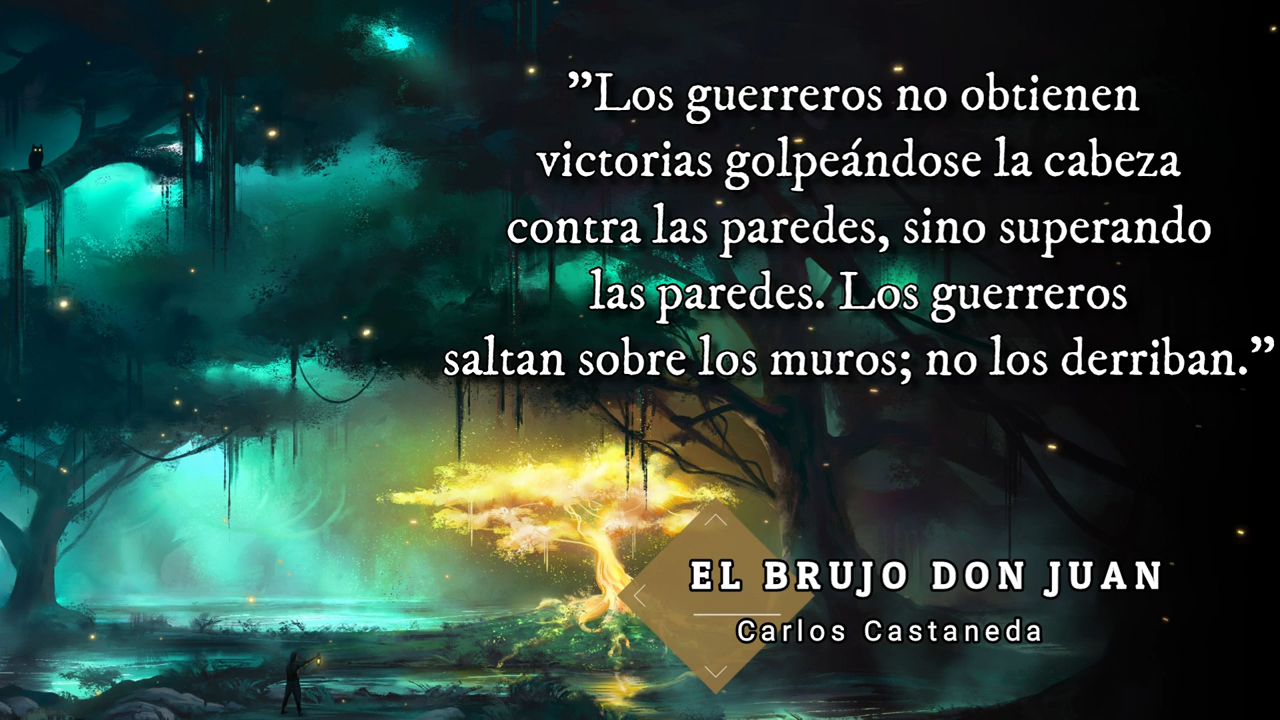 ”Los guerreros no obtienen
victorias golpeándose la cabeza
contra las paredes, sino superando
las paredes. Los guerreros
saltan sobre los muros; no los derriban.”
EL BRUJO DON JUAN
Carlos Castaneda